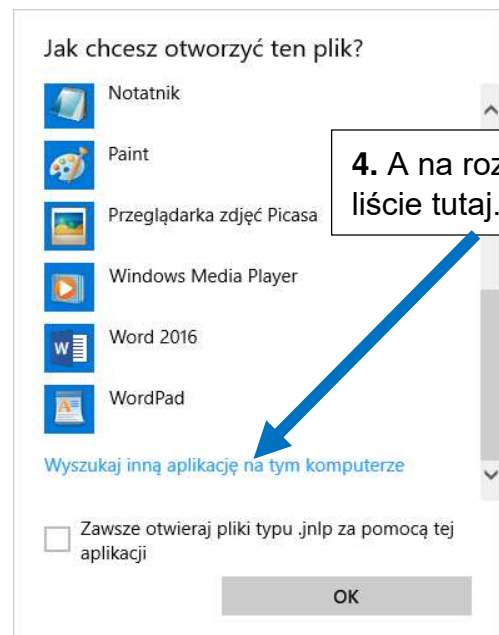 Jak chcesz otworzyć ten plik?
Notatnik
Paint
4. A na roz
liście tutaj.
Przeglądarka zdjęć Picasa
Windows Media Player
Word 2016
WordPad
Wyszukaj inną aplikację na tym komputerze
Zawsze otwieraj pliki typu .jnlp za pomocą tej
aplikacji
OK